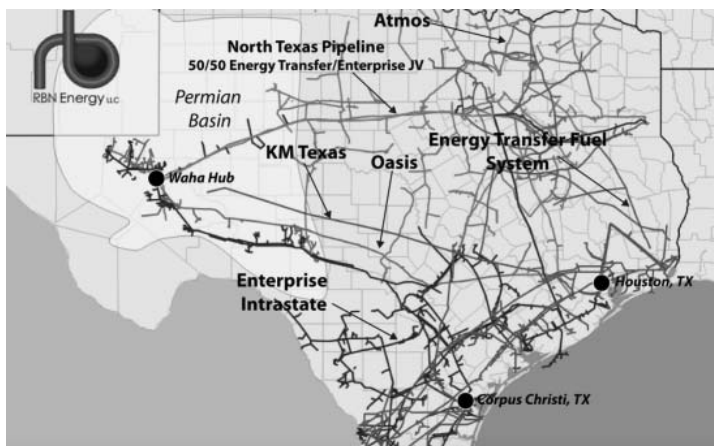 Atmos
North Texas Pipeline
50/50 Energy Transfer/Enterprise JV
RBN Energy LLC
Permian
Basin
KM Texas
Oasis
Energy Transfer Fuel
System
Waha Hub
Enterprise
Intrastate
Houston, TX
Corpus Christi, TX